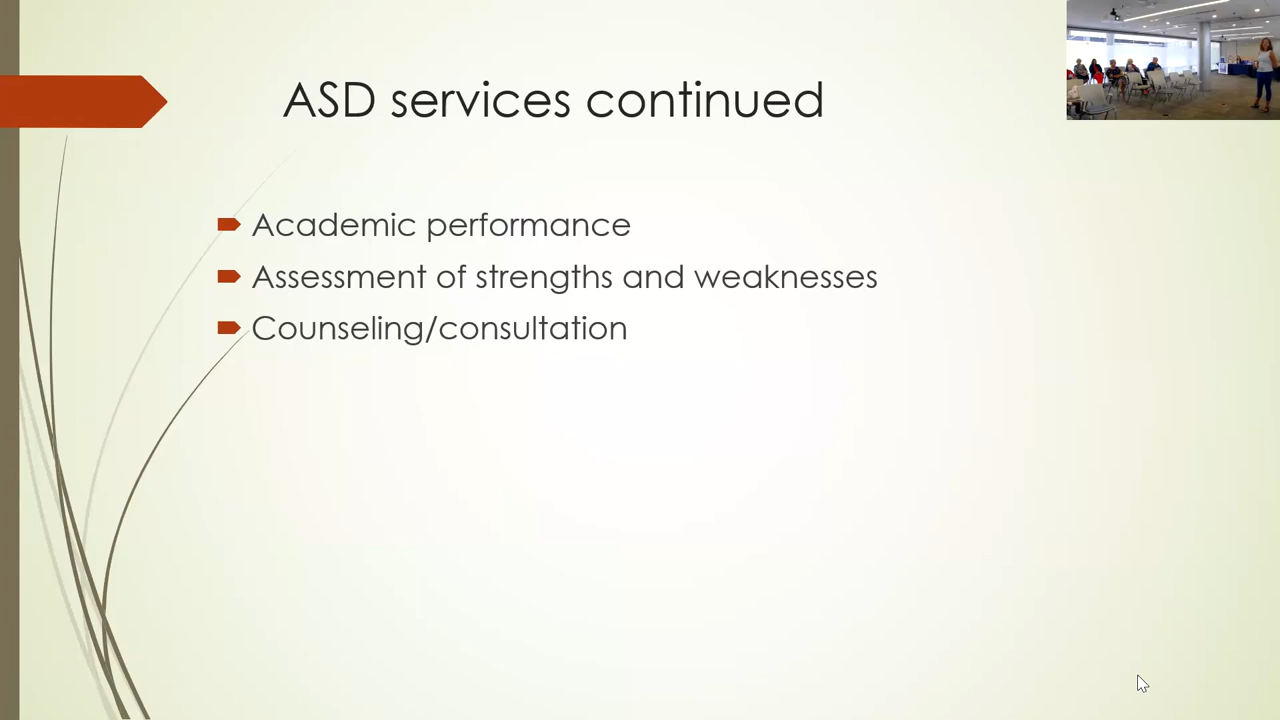 ASD services continued
Academic performance
Assessment of strengths and weaknesses
Counseling/consultation